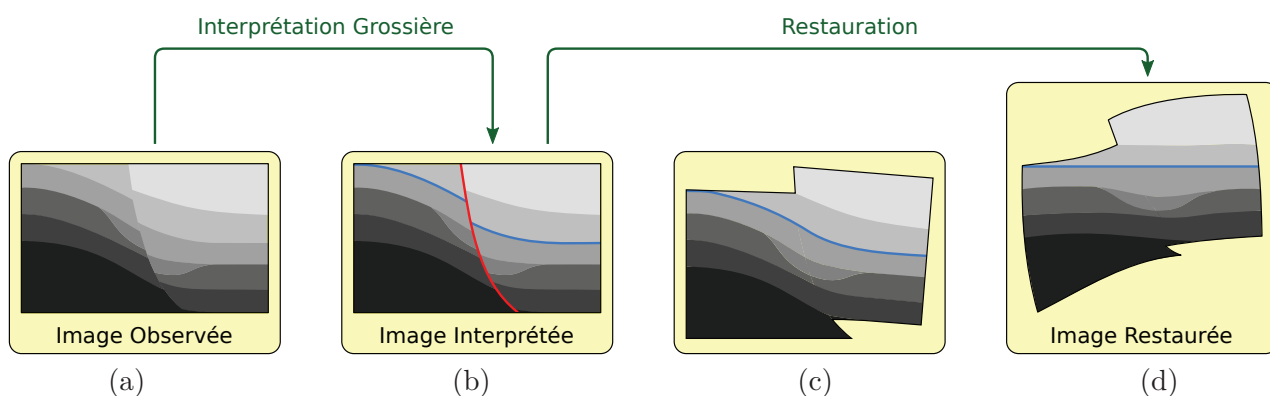 Interprétation Grossière
Restauration
Image Observée
Image Interprétée
Image Restaurée
(a)
(b)
(c)
(d)